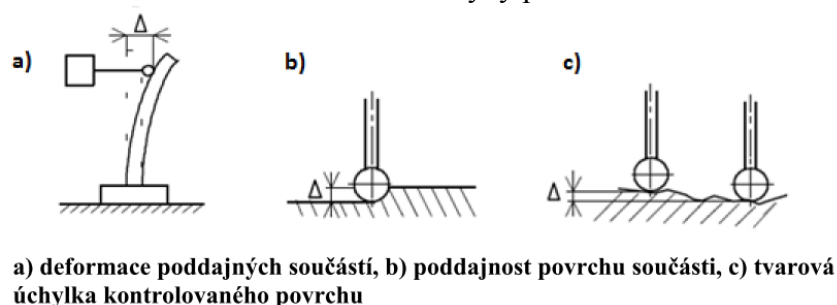 a)
Δ
b)
Δ
c)
Δ
a) deformace poddajných součástí, b) poddajnost povrchu součásti, c) tvarová
úchylka kontrolovaného povrchu